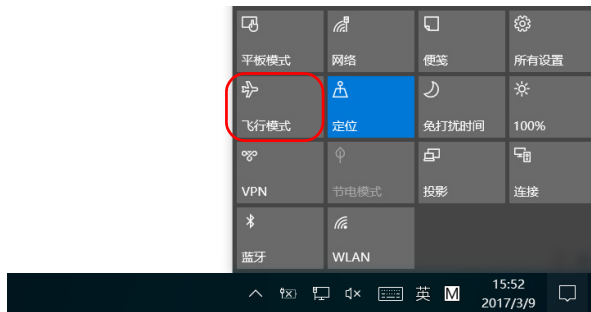 平板模式 网络 便笺 所有设置
飞行模式 定位 免打扰时间 100%
VPN 节电模式 投影 连接
蓝牙 WLAN
英 M 15:52
2017/3/9